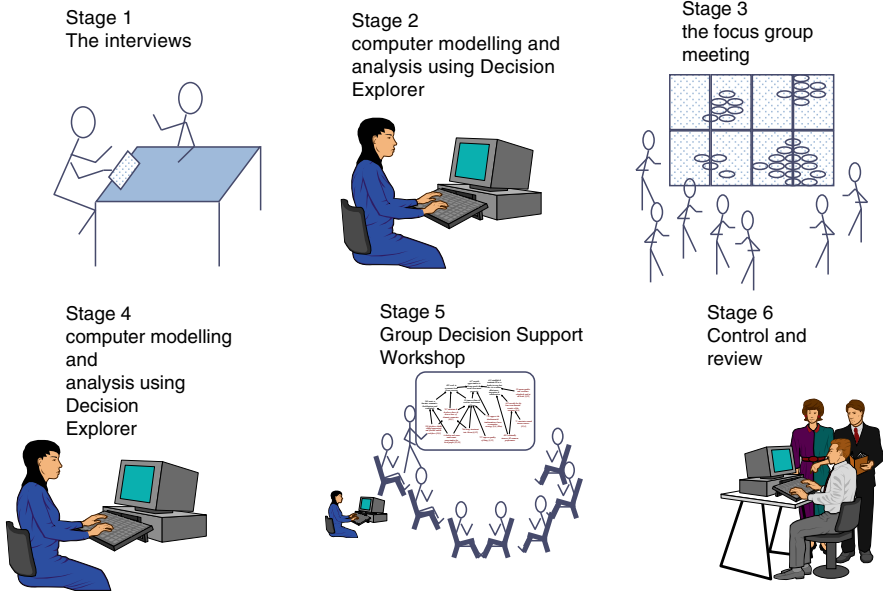 Stage 1
The interviews
Stage 2
computer modelling and
analysis using Decision
Explorer
Stage 3
the focus group
meeting
Stage 4
computer modelling
and
analysis using
Decision
Explorer
Stage 5
Group Decision Support
Workshop
Stage 6
Control and
review